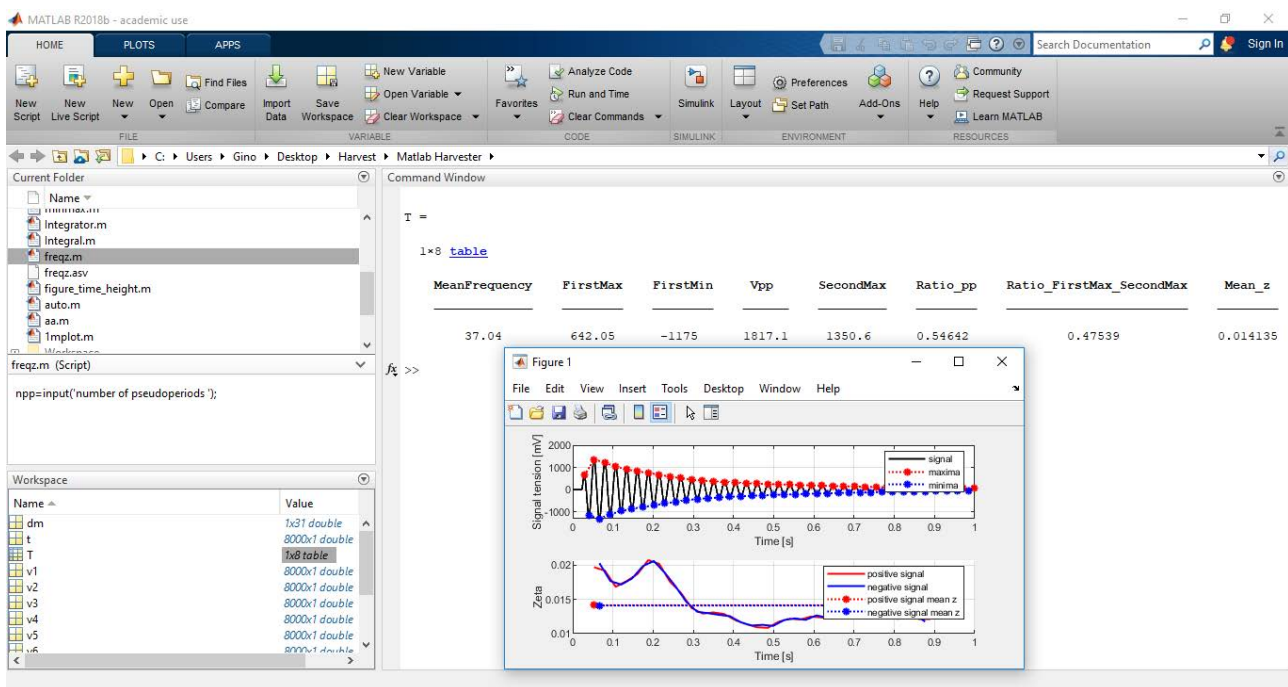 MATLAB R2018b - academic use
HOME PLOTS APPS
Search Documentation Sign In
New Script
New Live Script
New
Open
Find Files
Compare
Import Data
Save Workspace
New Variable
Open Variable
Clear Workspace
Favorites
Analyze Code
Run and Time
Clear Commands
Simulink
Layout
Preferences
Set Path
Add-Ons
Help
Community
Request Support
Learn MATLAB
FILE VARIABLE CODE SIMULINK ENVIRONMENT RESOURCES
C: Users Gino Desktop Harvest Matlab Harvester
Current Folder
Name
minimax.m
Integrator.m
Integral.m
freqz.m
freqz.asv
figure_time_height.m
auto.m
aa.m
1mplot.m
Workspace
freqz.m (Script)
npp=input('number of pseudoperiods ');
Workspace
Name Value
dm 1x31 double
t 8000x1 double
T 1x8 table
v1 8000x1 double
v2 8000x1 double
v3 8000x1 double
v4 8000x1 double
v5 8000x1 double
v6 8000x1 double
Command Window
T =
1×8 table
MeanFrequency FirstMax FirstMin Vpp SecondMax Ratio_pp Ratio_FirstMax_SecondMax Mean_z
37.04 642.05 -1175 1817.1 1350.6 0.54642 0.47539 0.014135
fx >>
Figure 1
File Edit View Insert Tools Desktop Window Help
Signal tension [mV]
2000
1000
0
-1000
signal
maxima
minima
0 0.1 0.2 0.3 0.4 0.5 0.6 0.7 0.8 0.9 1
Time [s]
Zeta
0.02
0.015
0.01
positive signal
negative signal
positive signal mean z
negative signal mean z
0 0.1 0.2 0.3 0.4 0.5 0.6 0.7 0.8 0.9 1
Time [s]